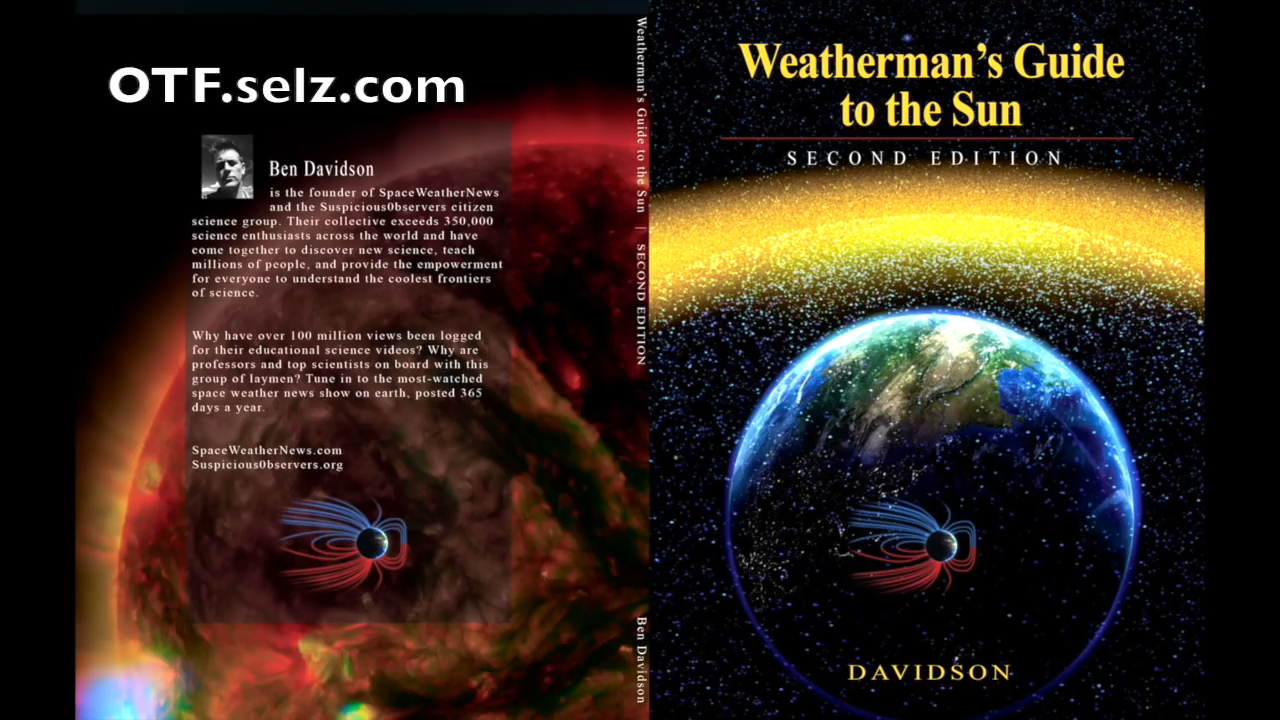 OTF.selz.com
Ben Davidson
is the founder of SpaceWeatherNews
and the Suspicious0bservers citizen
science group. Their collective exceeds 350,000
science enthusiasts across the world and have
come together to discover new science, teach
millions of people, and provide the empowerment
for everyone to understand the coolest frontiers
of science.
Why have over 100 million views been logged
for their educational science videos? Why are
professors and top scientists on board with this
group of laymen? Tune in to the most-watched
space weather news show on earth, posted 365
days a year.
SpaceWeatherNews.com
Suspicious0bservers.org
Weatherman's Guide to the Sun | SECOND EDITION
Ben Davidson
Weatherman's Guide
to the Sun
SECOND EDITION
DAVIDSON